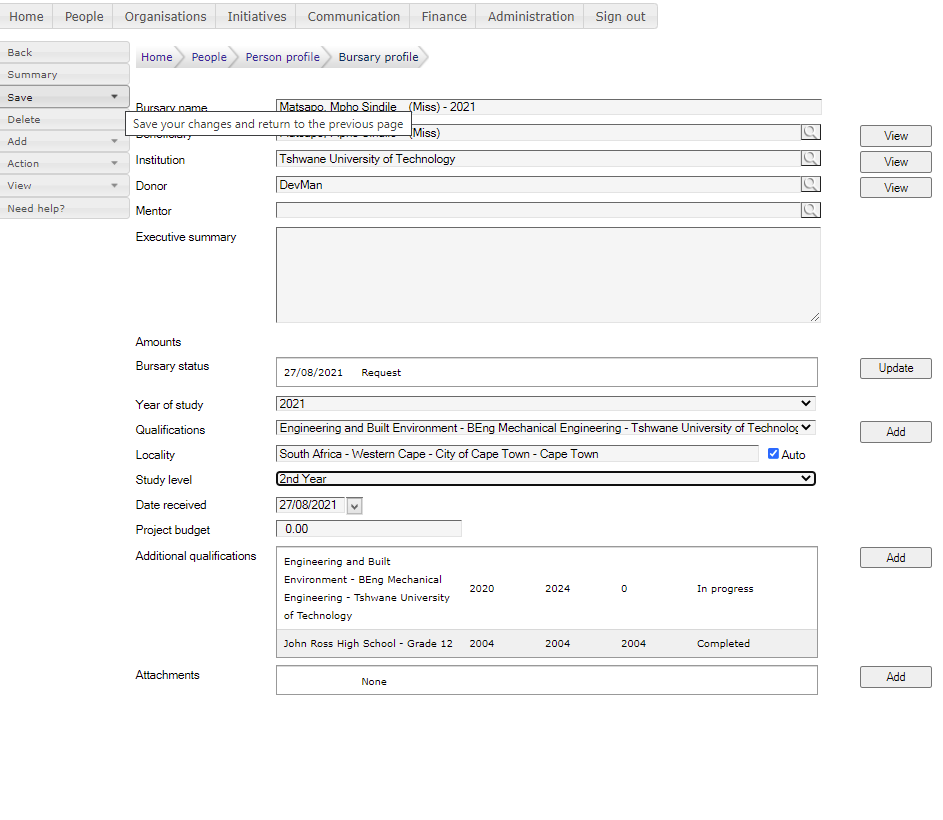 Home People Organisations Initiatives Communication Finance Administration Sign out
Back
Summary
Save
Delete
Add
Action
View
Need help?
Home People Person profile Bursary profile
Bursary name Matsapo, Mpho Sindile (Miss) - 2021
Save your changes and return to the previous page
Beneficiary (Miss) View
Institution Tshwane University of Technology View
Donor DevMan View
Mentor
Executive summary
Amounts
Bursary status 27/08/2021 Request Update
Year of study 2021
Qualifications Engineering and Built Environment - BEng Mechanical Engineering - Tshwane University of Technolog Add
Locality South Africa - Western Cape - City of Cape Town - Cape Town Auto
Study level 2nd Year
Date received 27/08/2021
Project budget 0.00
Additional qualifications Add
Engineering and Built
Environment - BEng Mechanical
Engineering - Tshwane University
of Technology
2020 2024 0 In progress
John Ross High School - Grade 12 2004 2004 2004 Completed
Attachments None Add